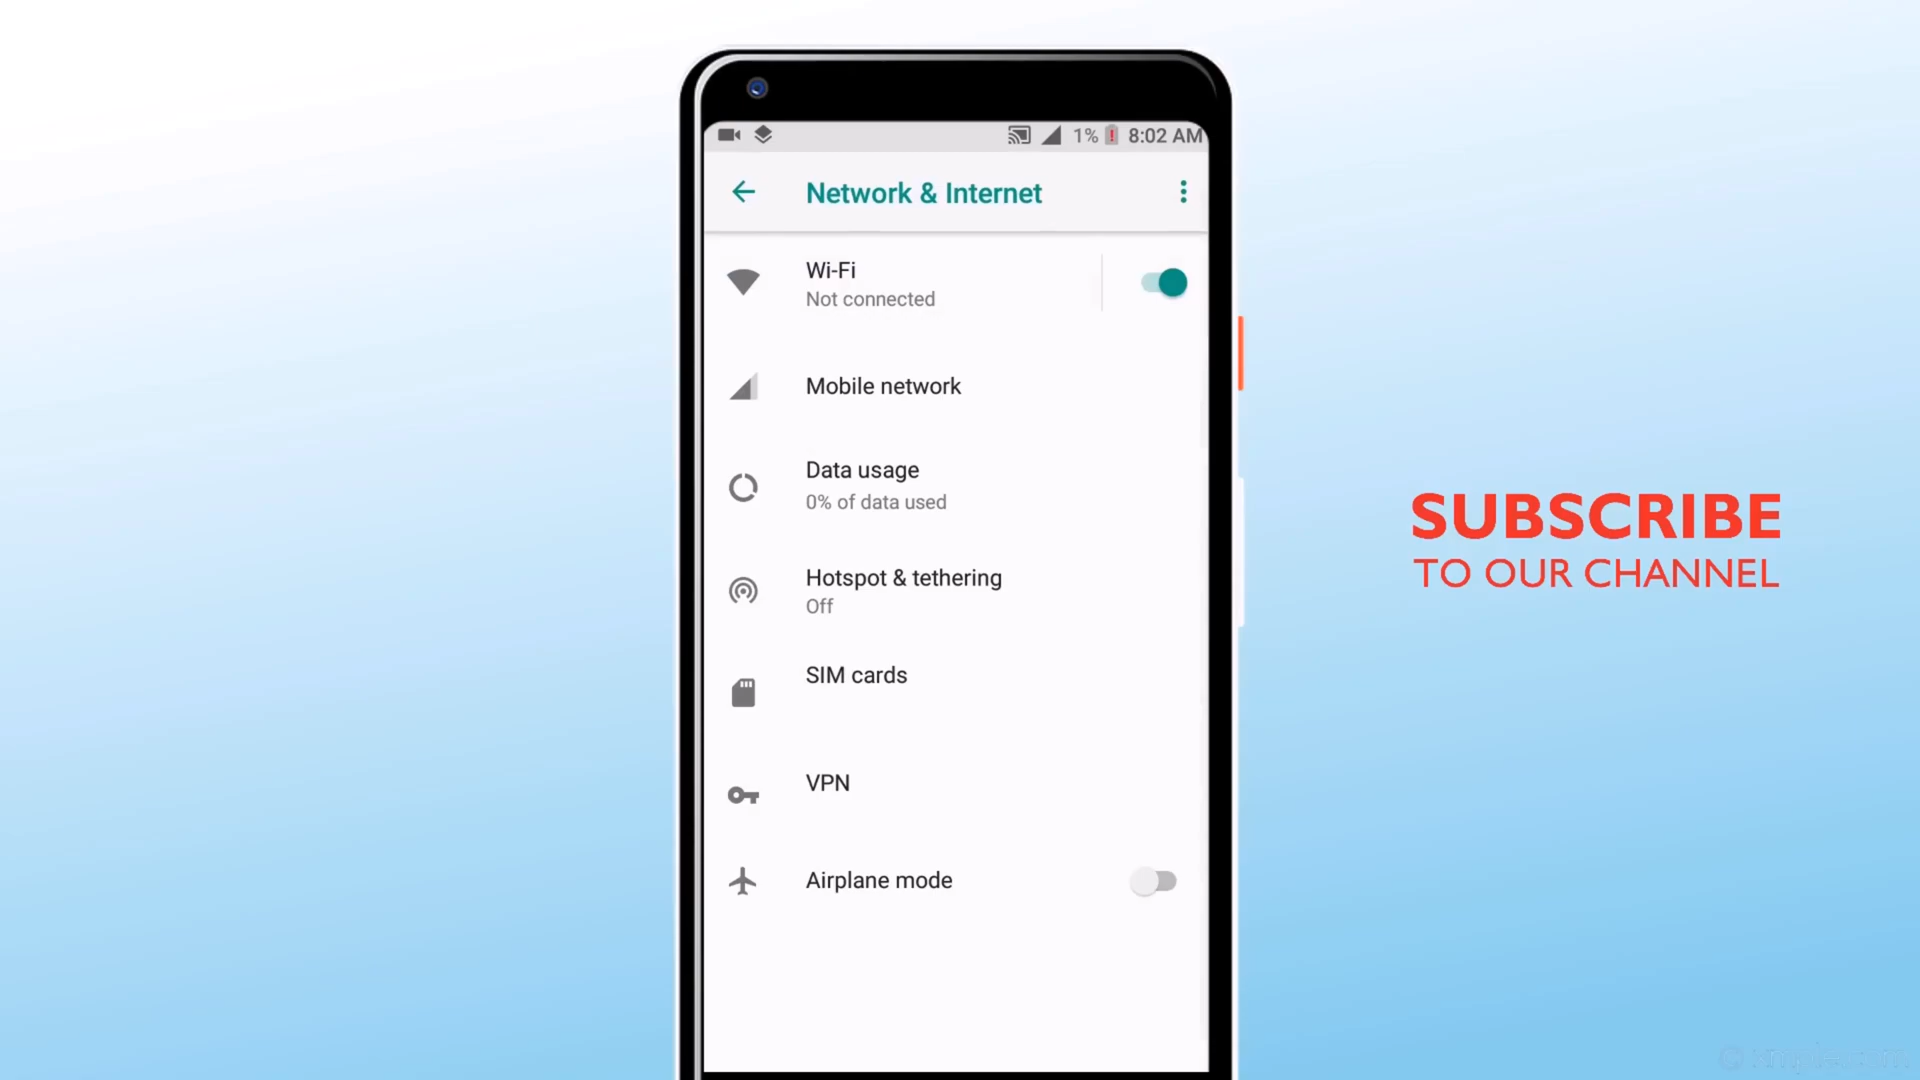 1% 8:02 AM
Network & Internet
Wi-Fi
Not connected
Mobile network
Data usage
0% of data used
Hotspot & tethering
Off
SIM cards
VPN
Airplane mode
SUBSCRIBE
TO OUR CHANNEL